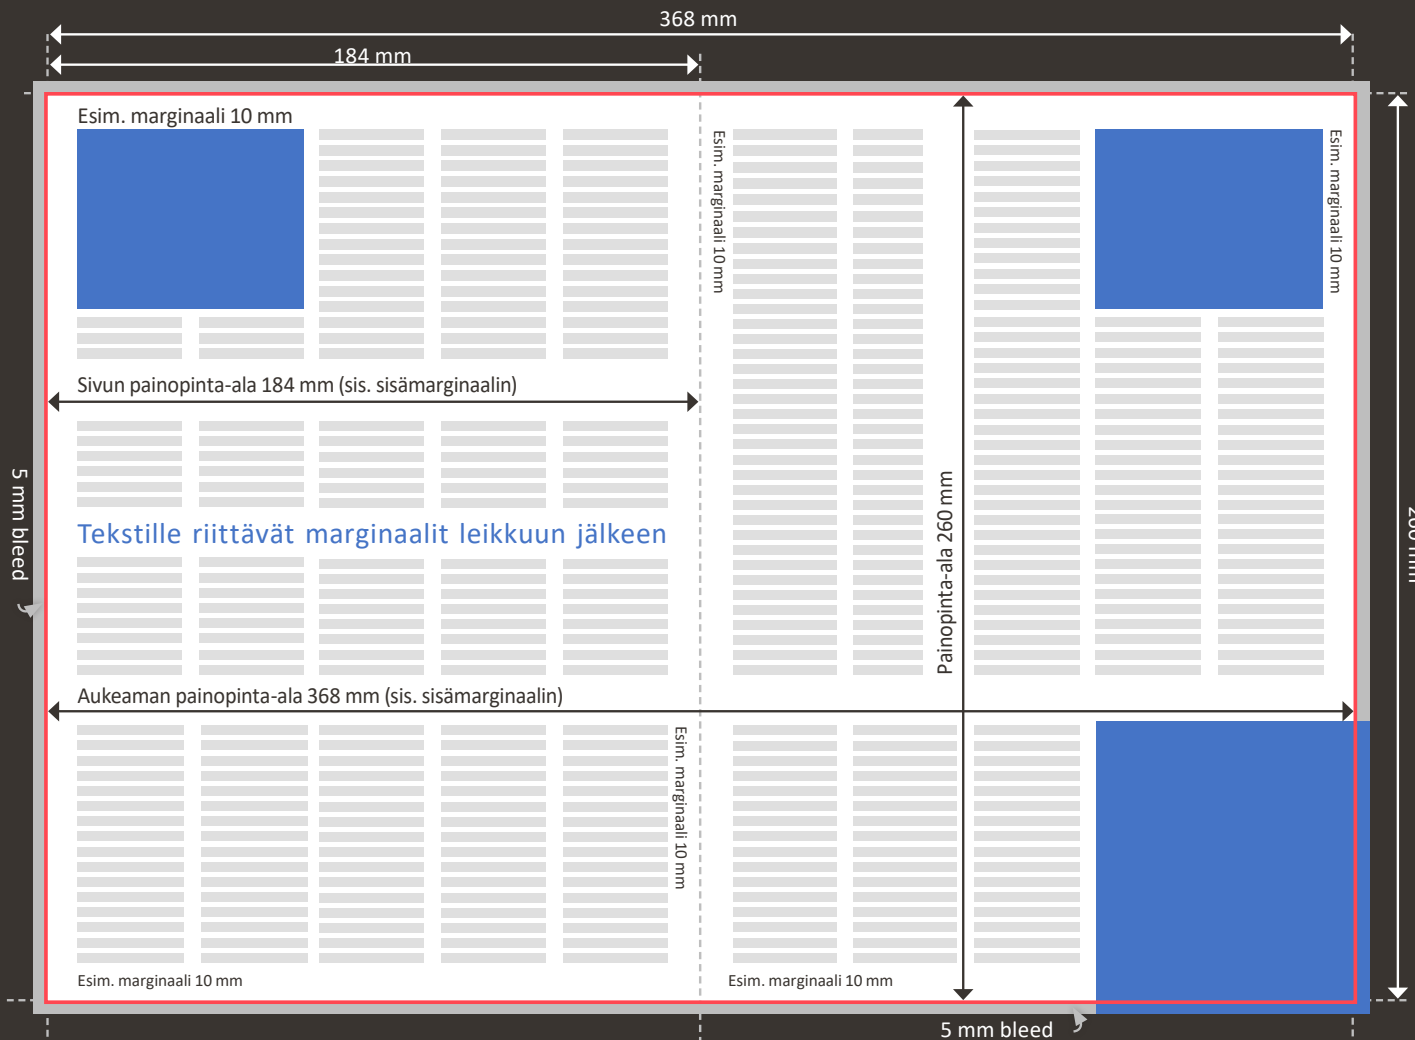 368 mm
184 mm
Esim. marginaali 10 mm
Esim. marginaali 10 mm
Esim. marginaali 10 mm
Sivun painopinta-ala 184 mm (sis. sisämarginaalin)
5 mm bleed
Tekstille riittävät marginaalit leikkuun jälkeen
Painopinta-ala 260 mm
Aukeaman painopinta-ala 368 mm (sis. sisämarginaalin)
Esim. marginaali 10 mm
Esim. marginaali 10 mm
Esim. marginaali 10 mm
5 mm bleed